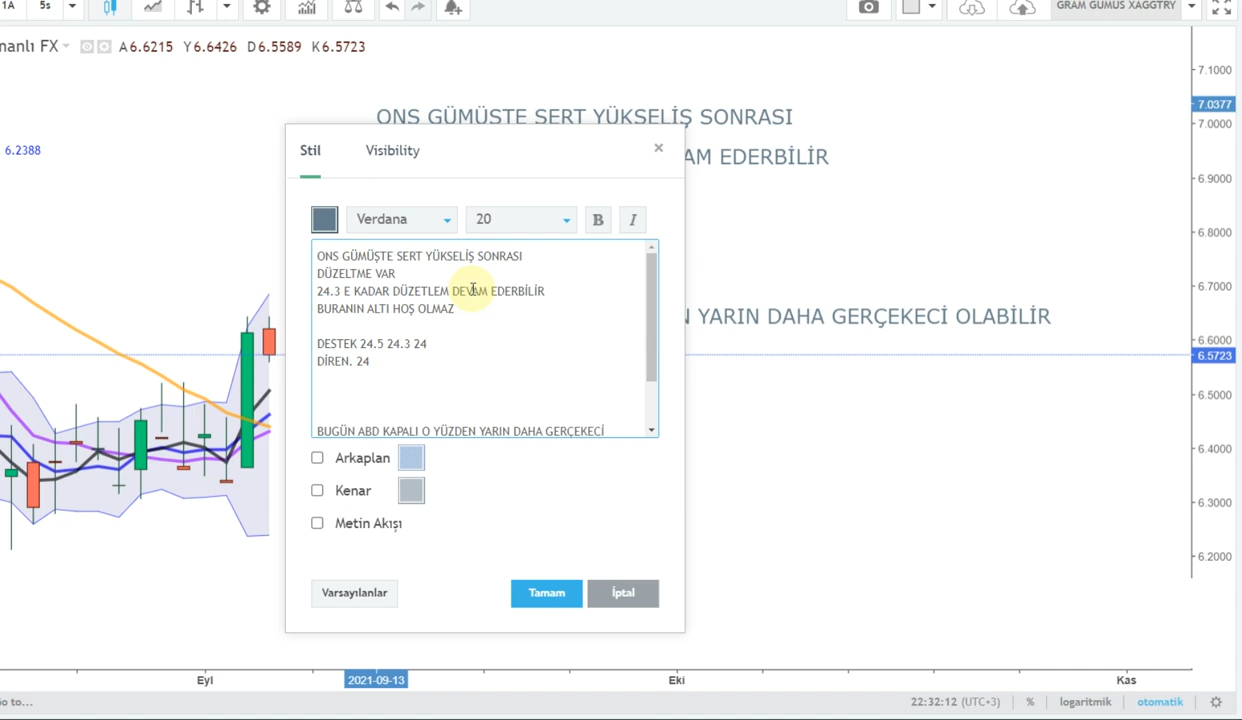 1A 5s
GRAM GÜMÜŞ XAGGTRY
nanlı FX A6.6215 Y6.6426 D6.5589 K6.5723
7.1000
7.0377
ONS GÜMÜŞTE SERT YÜKSELİŞ SONRASI
7.0000
Stil Visibility
6.2388
AM EDERBİLİR
6.9000
Verdana 20 B I
6.8000
ONS GÜMÜŞTE SERT YÜKSELİŞ SONRASI
DÜZELTME VAR
24.3 E KADAR DÜZETLEM DEVAM EDERBİLİR
6.7000
BURANIN ALTI HOŞ OLMAZ
N YARIN DAHA GERÇEKECİ OLABİLİR
DESTEK 24.5 24.3 24
6.6000
6.5723
DİREN. 24
6.5000
BUGÜN ABD KAPALI O YÜZDEN YARIN DAHA GERÇEKECİ
6.4000
Arkaplan
Kenar
6.3000
Metin Akışı
6.2000
Varsayılanlar Tamam İptal
Eyl 2021-09-13 Eki Kas
Go to... 22:32:12 (UTC+3) % logaritmik otomatik